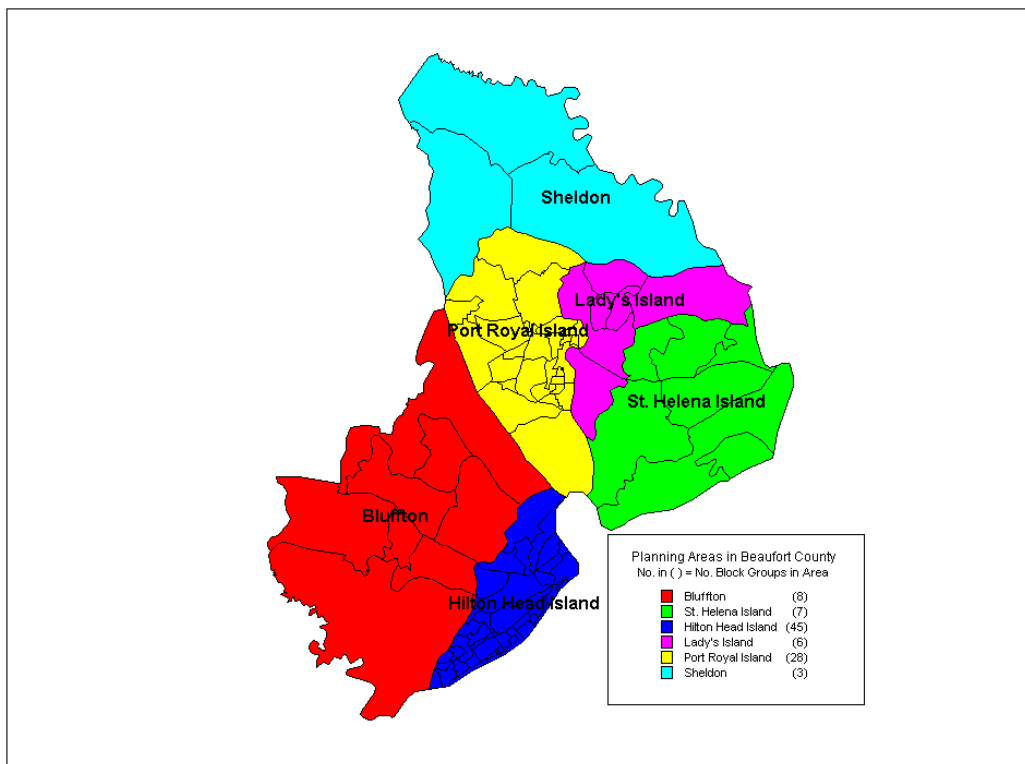 Sheldon
Lady's Island
Port Royal Island
St. Helena Island
Bluffton
Hilton Head Island
Planning Areas in Beaufort County
No. in ( ) = No. Block Groups in Area
Bluffton (8)
St. Helena Island (7)
Hilton Head Island (45)
Lady's Island (6)
Port Royal Island (28)
Sheldon (3)